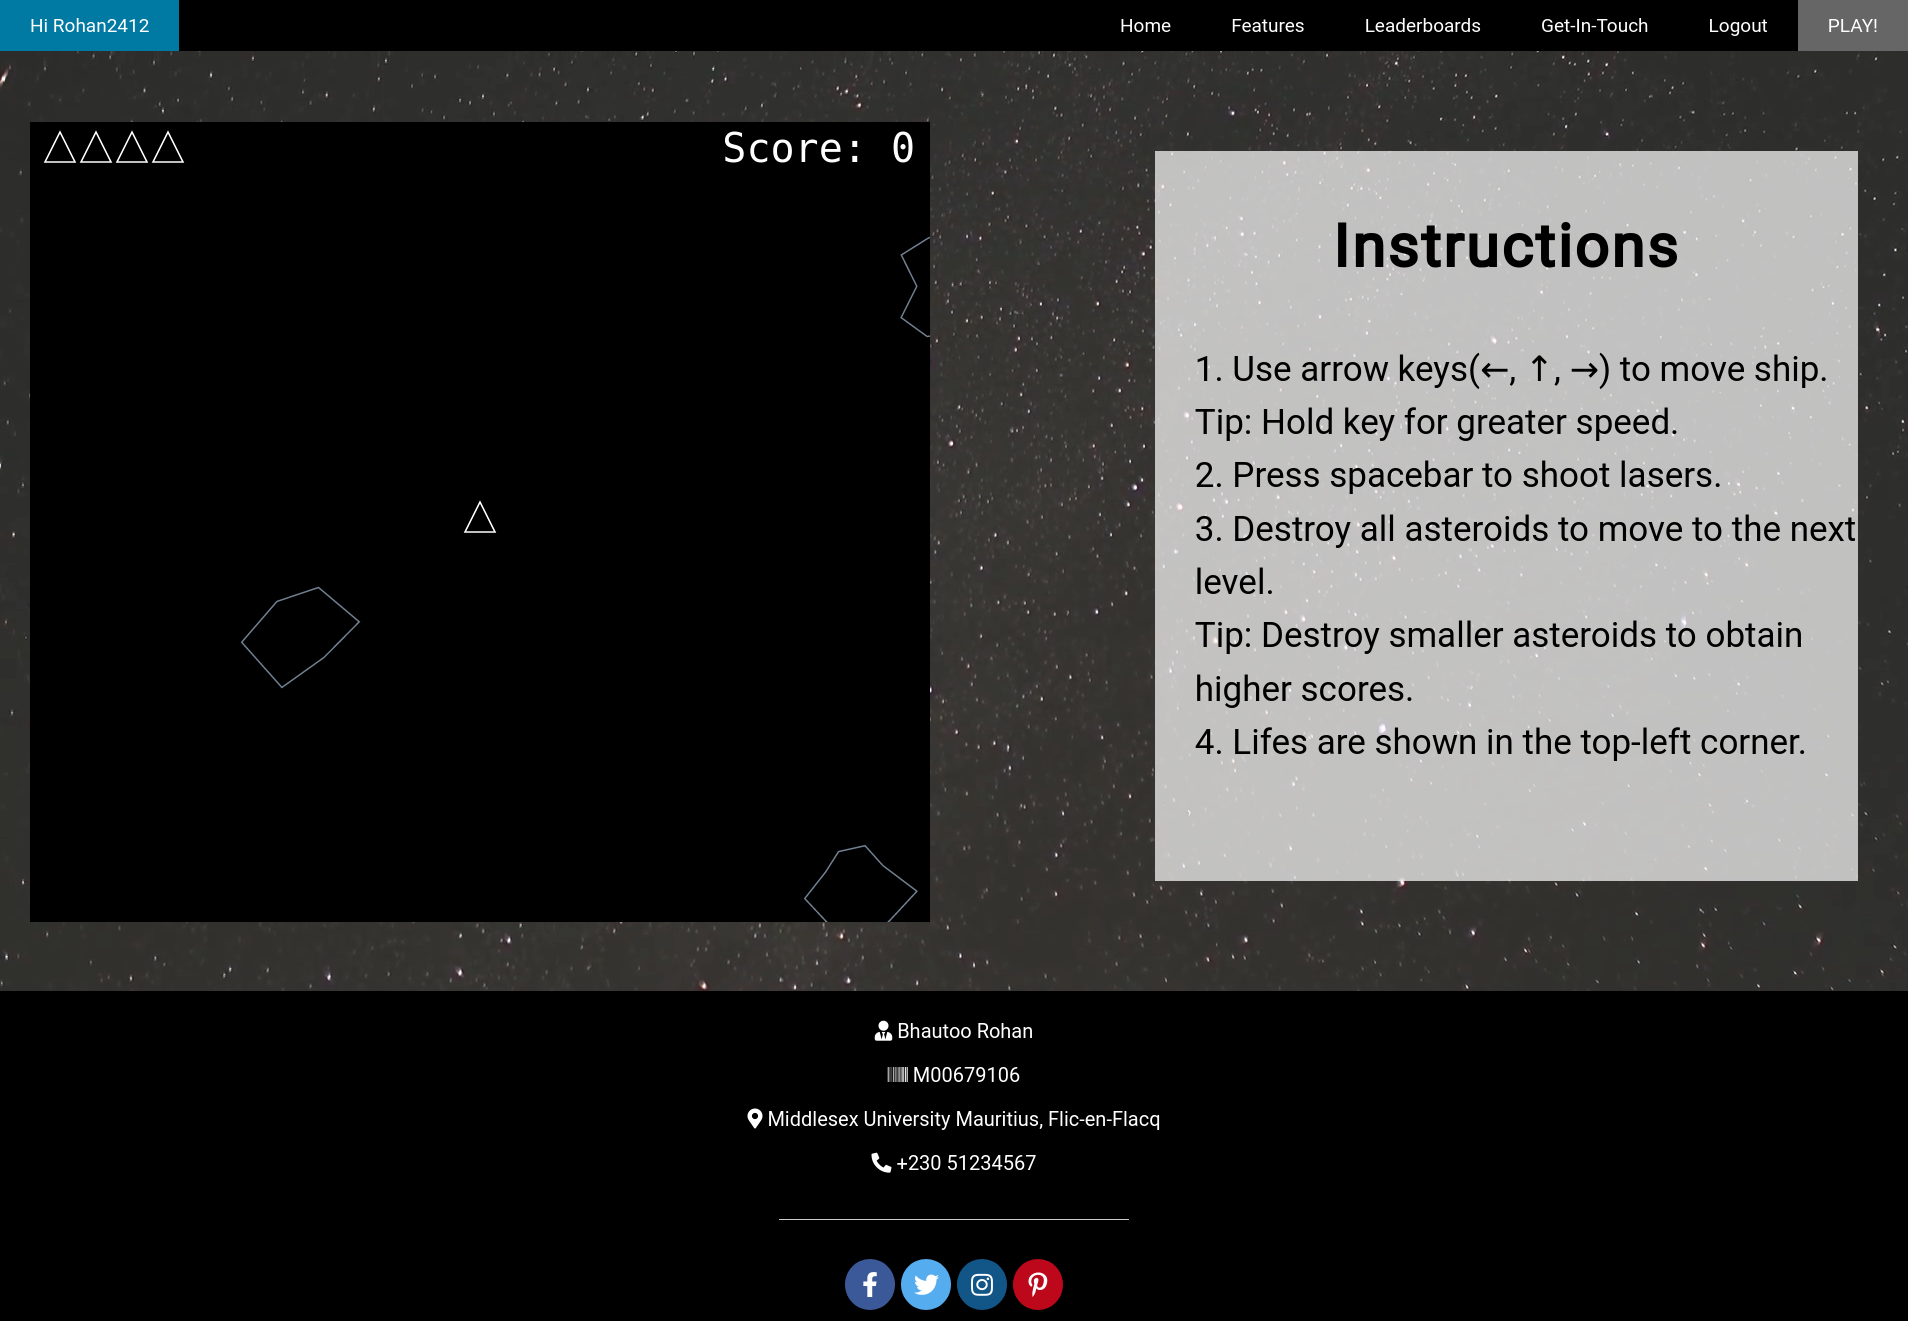 Hi Rohan2412
Home
Features
Leaderboards
Get-In-Touch
Logout
PLAY!
Score: 0
Instructions
1. Use arrow keys(←, ↑, →) to move ship.
Tip: Hold key for greater speed.
2. Press spacebar to shoot lasers.
3. Destroy all asteroids to move to the next
level.
Tip: Destroy smaller asteroids to obtain
higher scores.
4. Lifes are shown in the top-left corner.
Bhautoo Rohan
M00679106
Middlesex University Mauritius, Flic-en-Flacq
+230 51234567